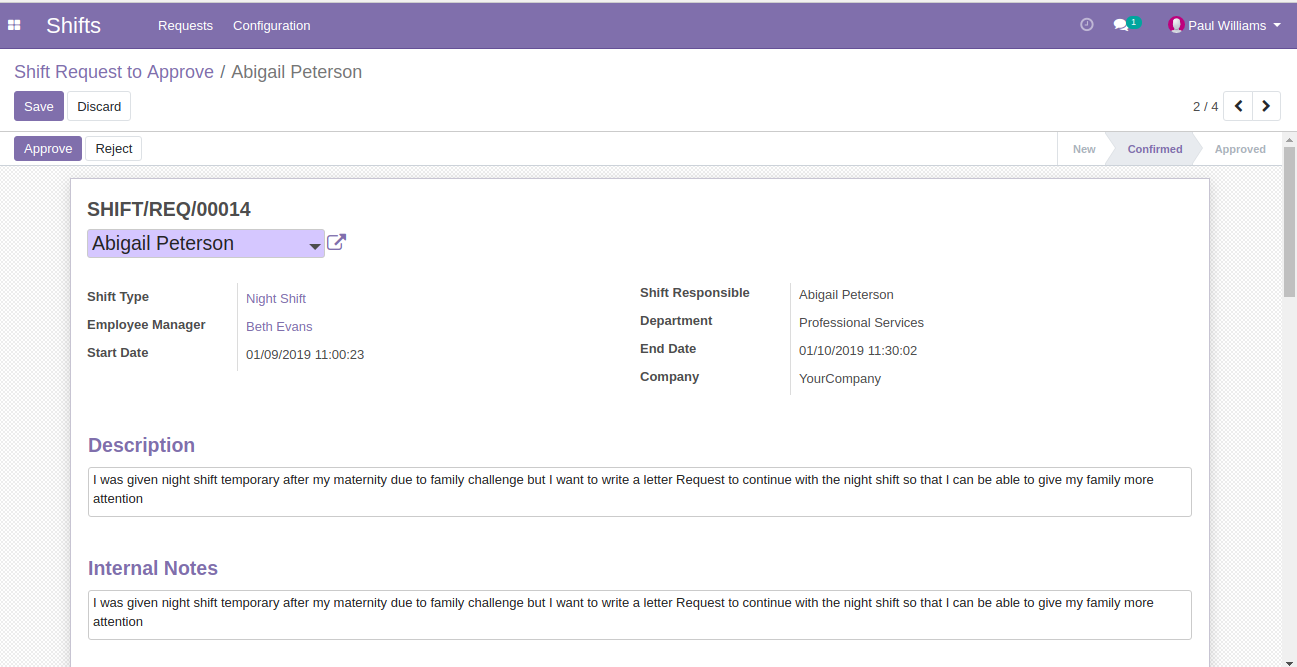 Shifts Requests Configuration 1 Paul Williams
Shift Request to Approve / Abigail Peterson
Save Discard 2 / 4
Approve Reject New Confirmed Approved
SHIFT/REQ/00014
Abigail Peterson
Shift Type Night Shift
Employee Manager Beth Evans
Start Date 01/09/2019 11:00:23
Shift Responsible Abigail Peterson
Department Professional Services
End Date 01/10/2019 11:30:02
Company YourCompany
Description
I was given night shift temporary after my maternity due to family challenge but I want to write a letter Request to continue with the night shift so that I can be able to give my family more
attention
Internal Notes
I was given night shift temporary after my maternity due to family challenge but I want to write a letter Request to continue with the night shift so that I can be able to give my family more
attention